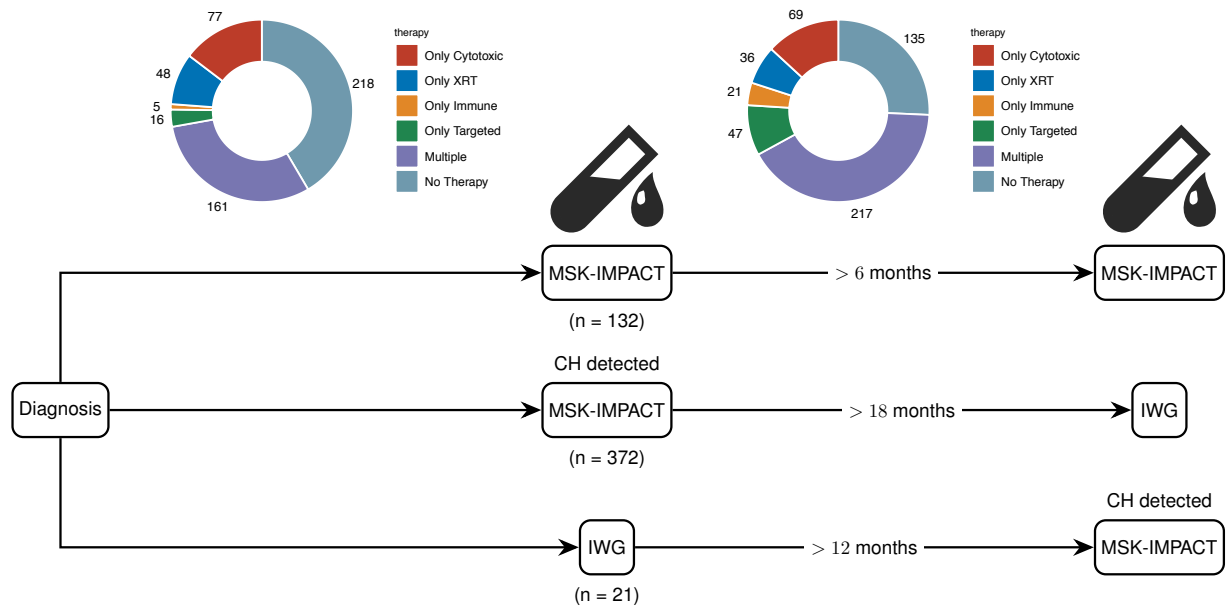 77
218
48
5
16
161
therapy
Only Cytotoxic
Only XRT
Only Immune
Only Targeted
Multiple
No Therapy
69
135
36
21
47
217
therapy
Only Cytotoxic
Only XRT
Only Immune
Only Targeted
Multiple
No Therapy
MSK-IMPACT
> 6 months
MSK-IMPACT
(n = 132)
CH detected
Diagnosis
MSK-IMPACT
> 18 months
IWG
(n = 372)
CH detected
IWG
> 12 months
MSK-IMPACT
(n = 21)